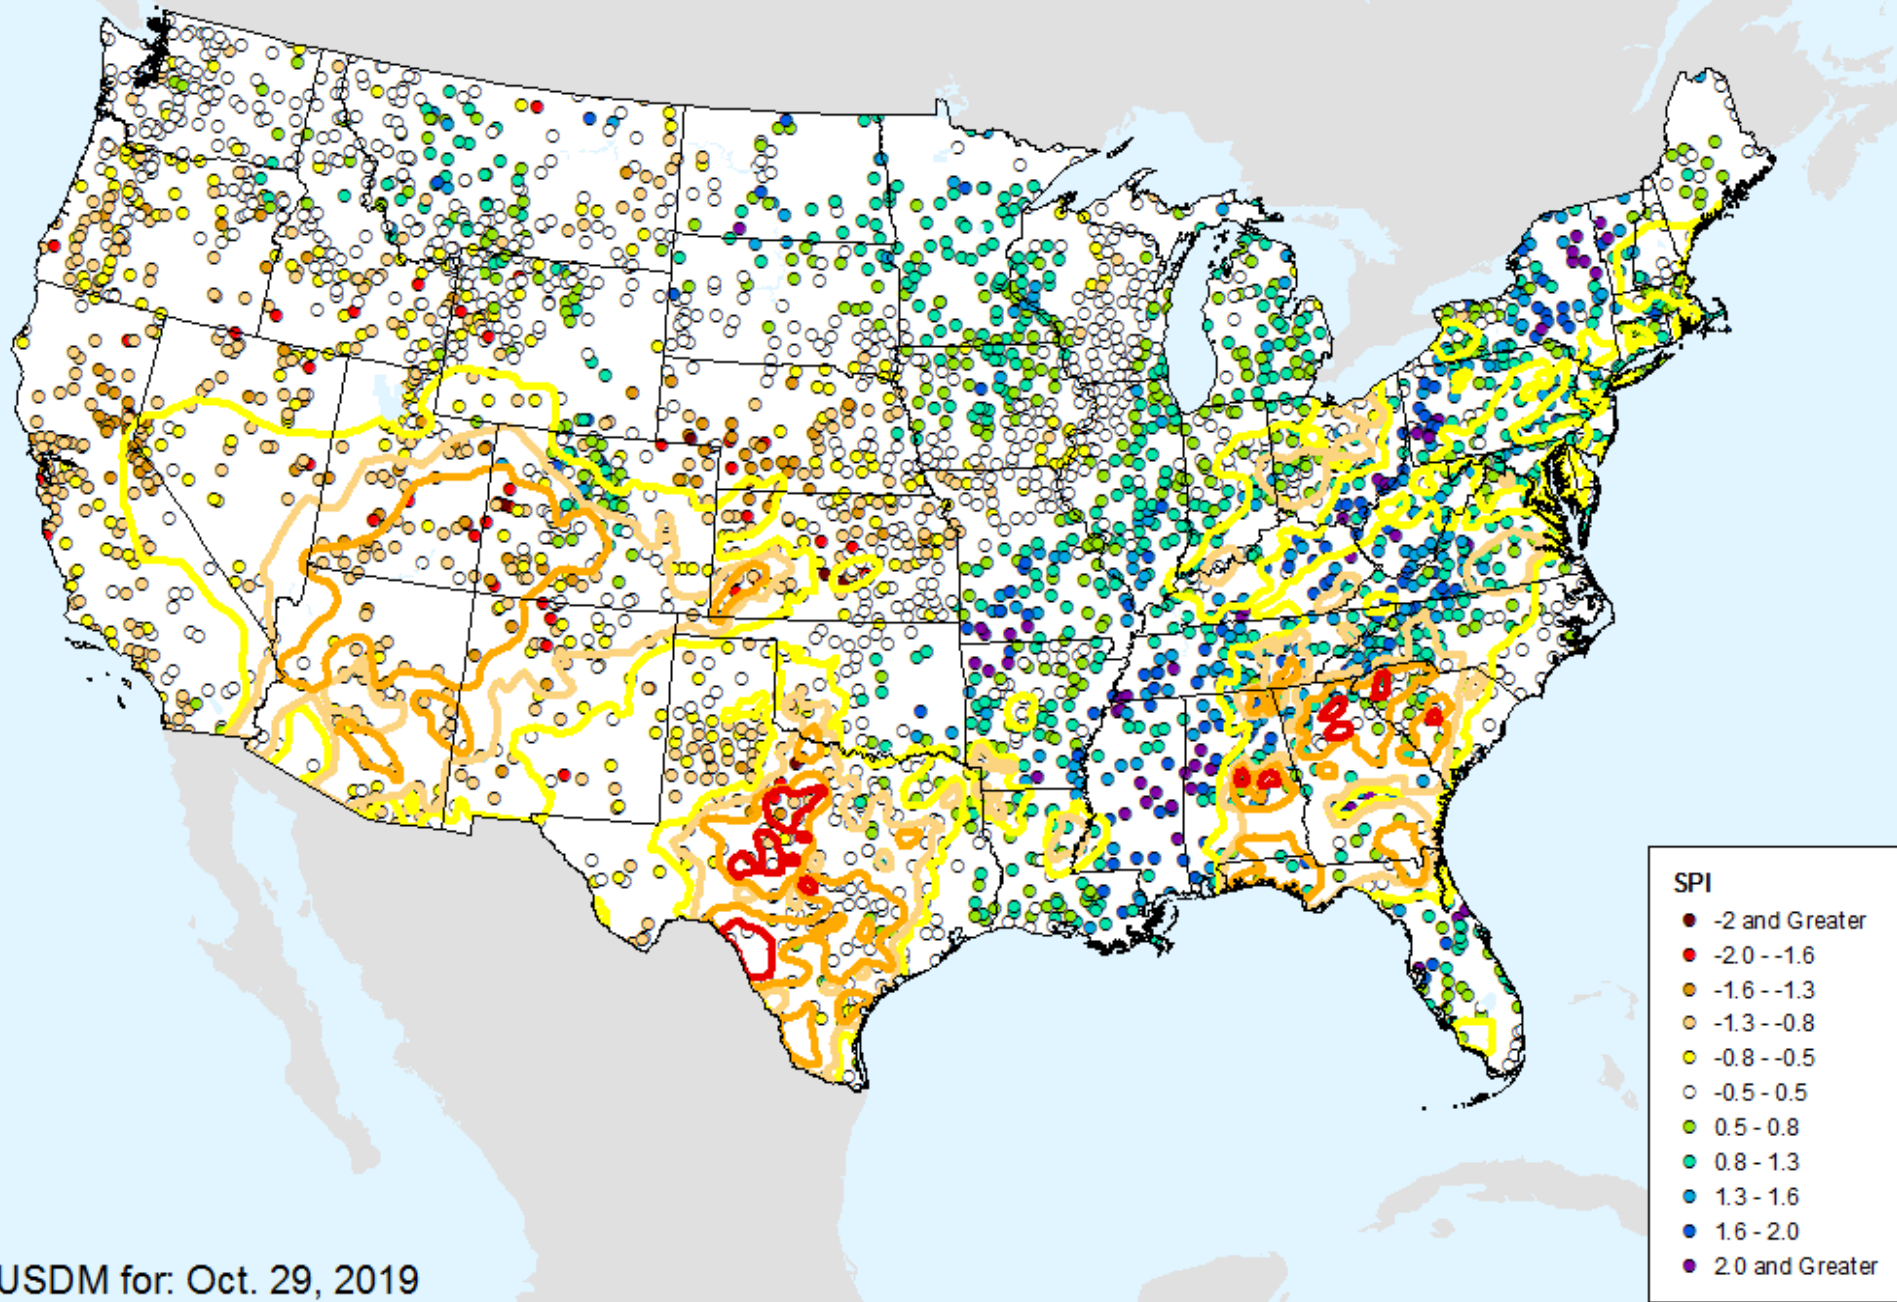 SPI
-2 and Greater
-2.0 - -1.6
-1.6 - -1.3
-1.3 - -0.8
-0.8 - -0.5
-0.5 - 0.5
0.5 - 0.8
0.8 - 1.3
1.3 - 1.6
1.6 - 2.0
2.0 and Greater
USDM for: Oct. 29, 2019